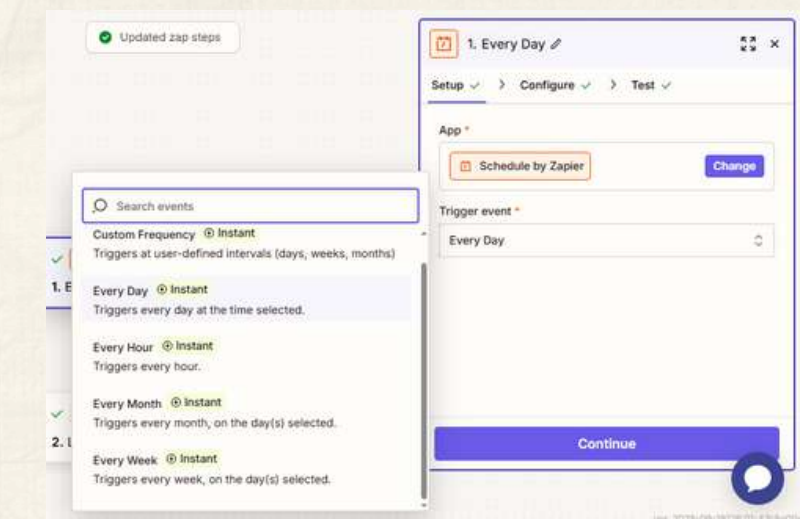 Updated zap steps
1. Every Day
Setup
Configure
Test
App *
Schedule by Zapier
Change
Trigger event *
Every Day
Continue
Search events
Custom Frequency Instant
Triggers at user-defined intervals (days, weeks, months)
Every Day Instant
Triggers every day at the time selected.
Every Hour Instant
Triggers every hour.
Every Month Instant
Triggers every month, on the day(s) selected.
Every Week Instant
Triggers every week, on the day(s) selected.
1. E
2. L